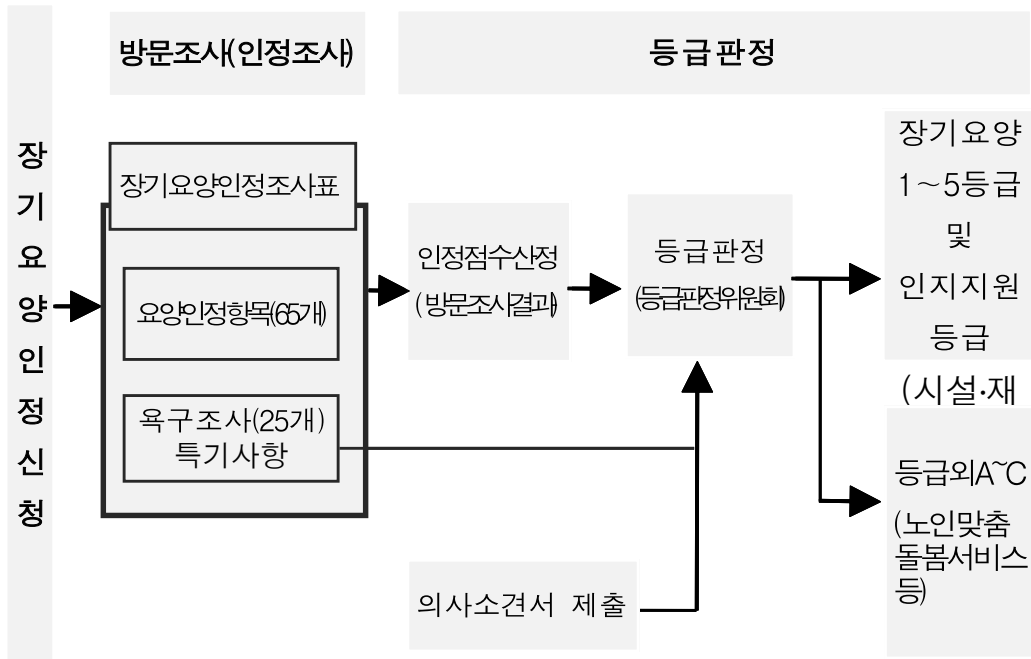 장기요양인정신청
방문조사(인정조사)
등급판정
장기요양인정조사표
요양인정항목(65개)
욕구조사(25개)
특기사항
인정점수산정
(방문조사결과)
등급판정
(등급판정위원회)
의사소견서 제출
장기요양
1~5등급
및
인지지원
등급
(시설·재
등급외A~C
(노인맞춤
돌봄서비스
등)